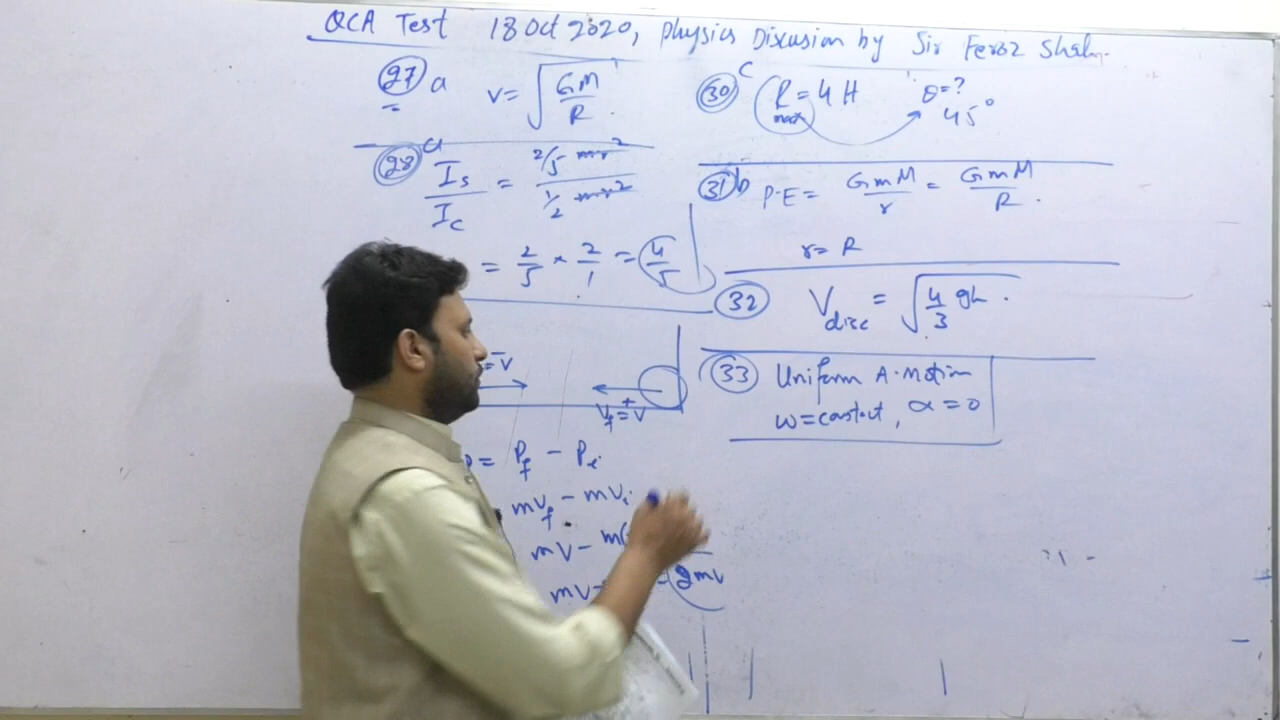 QCA Test 18 Oct 2020, Physics Discusion by Sir Feroz Shah
27 a V = √GM/R
28 a Is/Ic = 2/5 mr²/1/2 mr²
= 2/5 × 2/1 = 4/5
= -V
Vf = +V
P = Pf - Pi
mVf - mVi
mV - m(
mV -
= 2mV
30 c R max = 4H θ = ?
45°
31 b P.E = GmM/r = GmM/R.
r = R
32 Vdisc = √4/3 gh.
33 Uniform A. Motion
ω = constant, α = 0